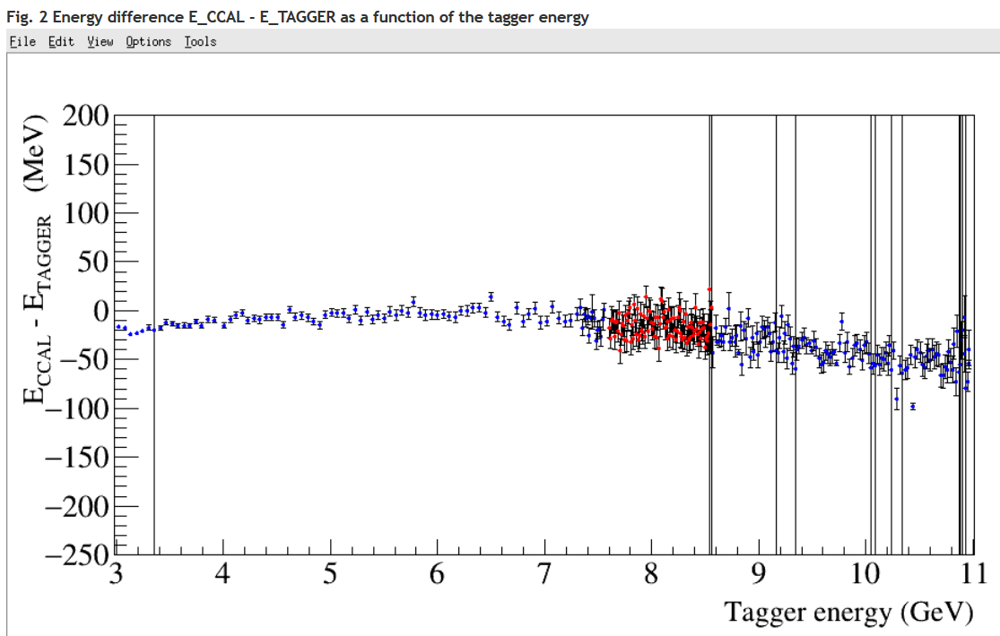 Fig. 2 Energy difference E_CCAL - E_TAGGER as a function of the tagger energy
File Edit View Options Tools
E_CCAL - E_TAGGER (MeV)
200
150
100
50
0
−50
−100
−150
−200
−250
3 4 5 6 7 8 9 10 11
Tagger energy (GeV)